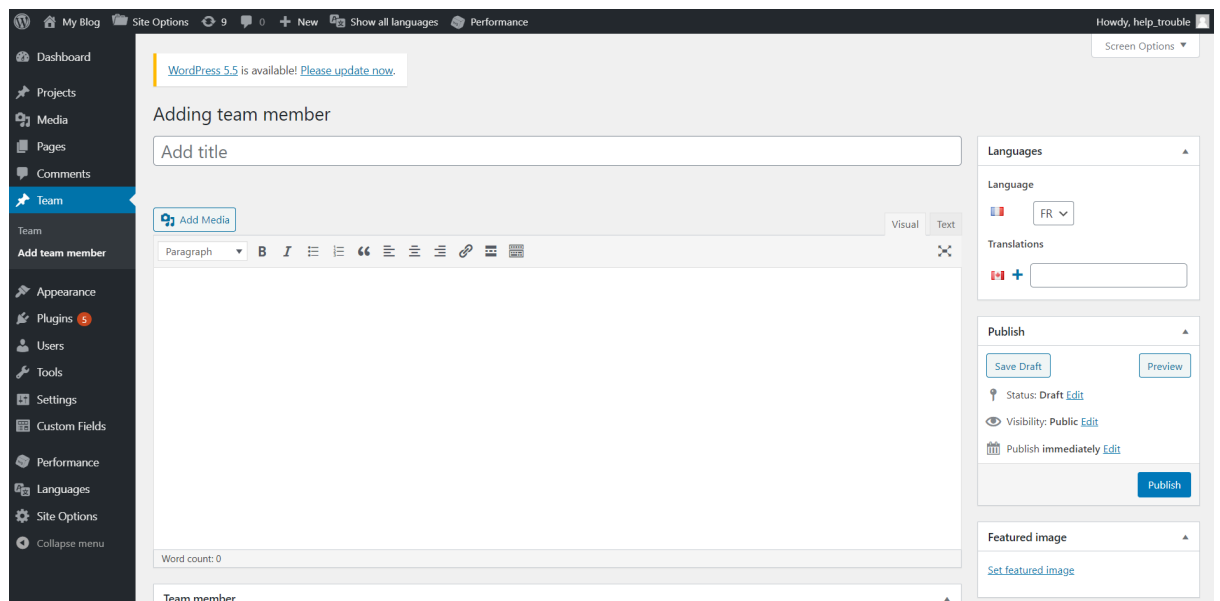 My Blog Site Options 9 0 New Show all languages Performance Howdy, help_trouble
Screen Options
Dashboard
Projects
Media
Pages
Comments
Team
Team
Add team member
Appearance
Plugins 5
Users
Tools
Settings
Custom Fields
Performance
Languages
Site Options
Collapse menu
WordPress 5.5 is available! Please update now.
Adding team member
Add title
Add Media
Visual Text
Paragraph B I
Word count: 0
Team member
Languages
Language
FR
Translations
Publish
Save Draft Preview
Status: Draft Edit
Visibility: Public Edit
Publish immediately Edit
Publish
Featured image
Set featured image